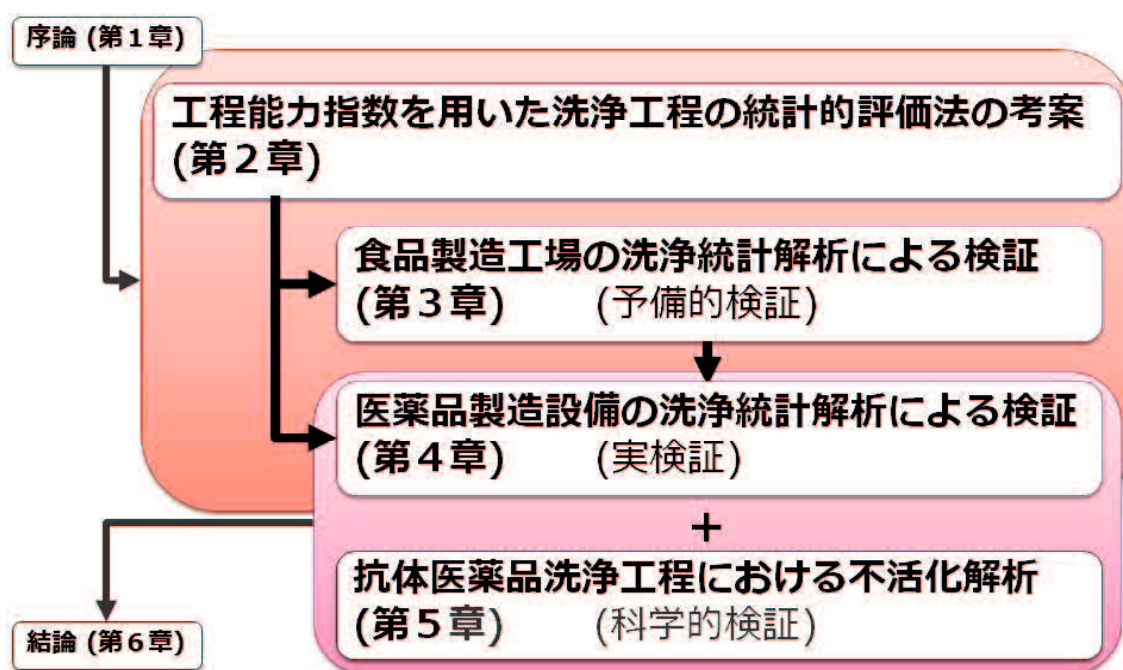 序論 (第１章)
工程能力指数を用いた洗浄工程の統計的評価法の考案
(第２章)
食品製造工場の洗浄統計解析による検証
(第３章) (予備的検証)
医薬品製造設備の洗浄統計解析による検証
(第４章) (実検証)
+
抗体医薬品洗浄工程における不活化解析
(第５章) (科学的検証)
結論 (第６章)